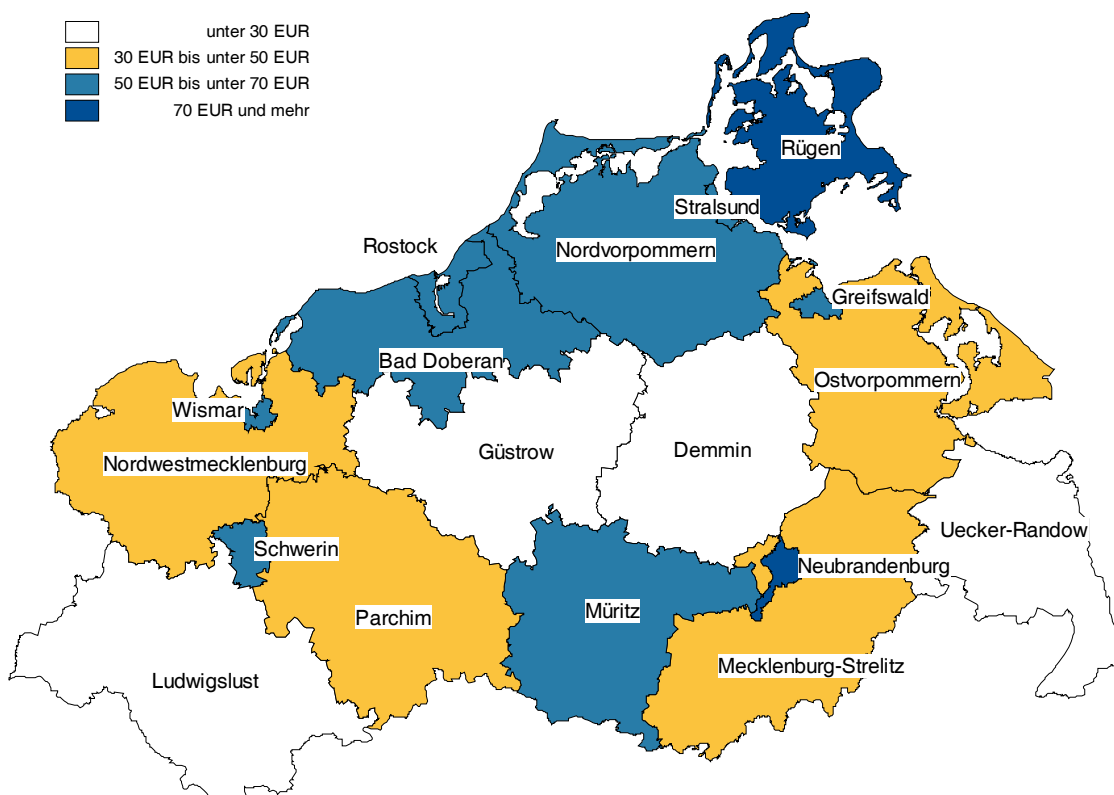 unter 30 EUR
30 EUR bis unter 50 EUR
50 EUR bis unter 70 EUR
70 EUR und mehr
Rügen
Stralsund
Rostock
Nordvorpommern
Greifswald
Bad Doberan
Ostvorpommern
Wismar
Güstrow
Demmin
Nordwestmecklenburg
Uecker-Randow
Schwerin
Neubrandenburg
Parchim
Müritz
Mecklenburg-Strelitz
Ludwigslust